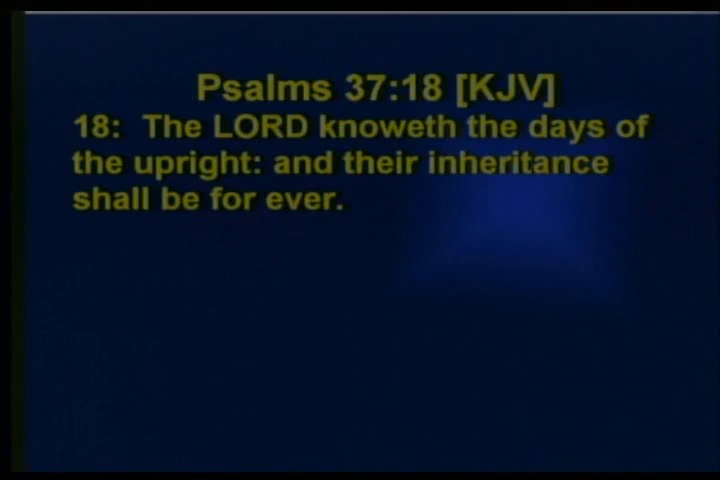 Psalms 37:18 [KJV]
18:  The LORD knoweth the days of
the upright: and their inheritance
shall be for ever.